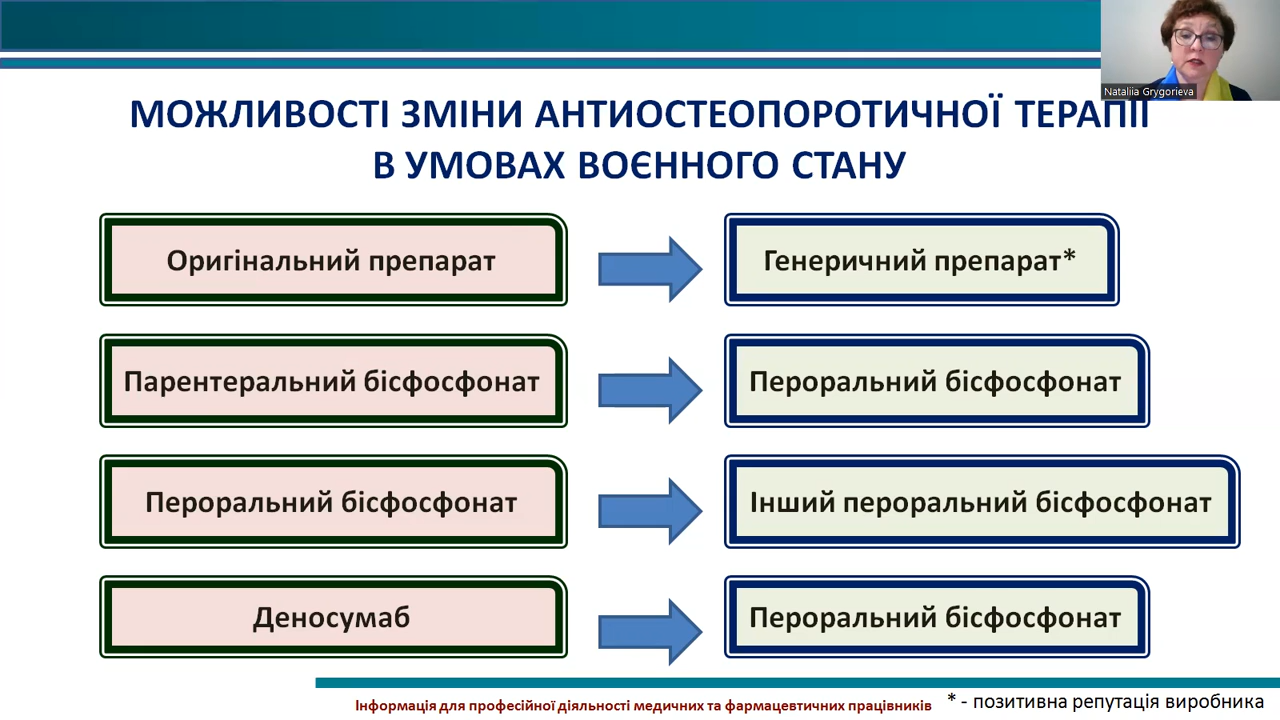 Nataliia Grygorieva
МОЖЛИВОСТІ ЗМІНИ АНТИОСТЕОПОРОТИЧНОЇ ТЕРАПІЇ
В УМОВАХ ВОЄННОГО СТАНУ
Оригінальний препарат
Генеричний препарат*
Парентеральний бісфосфонат
Пероральний бісфосфонат
Пероральний бісфосфонат
Інший пероральний бісфосфонат
Деносумаб
Пероральний бісфосфонат
Інформація для професійної діяльності медичних та фармацевтичних працівників
* - позитивна репутація виробника